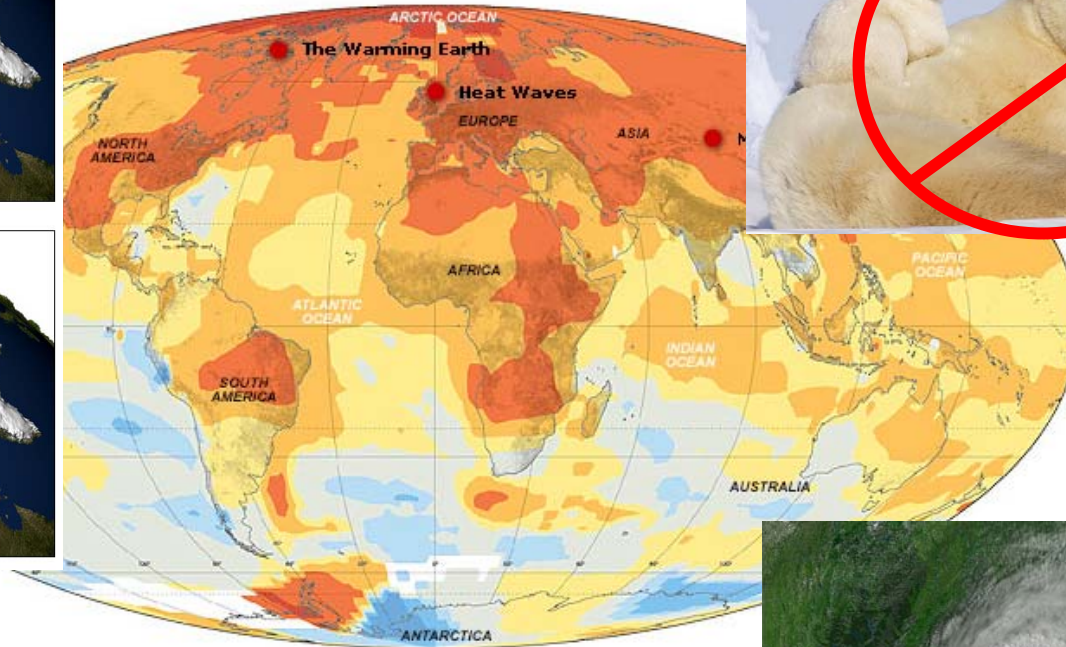 ARCTIC OCEAN
The Warming Earth
Heat Waves
EUROPE
ASIA
M
NORTH
AMERICA
AFRICA
PACIFIC
OCEAN
ATLANTIC
OCEAN
INDIAN
OCEAN
SOUTH
AMERICA
AUSTRALIA
ANTARCTICA